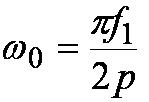 ω₀ = πf₁ / 2p